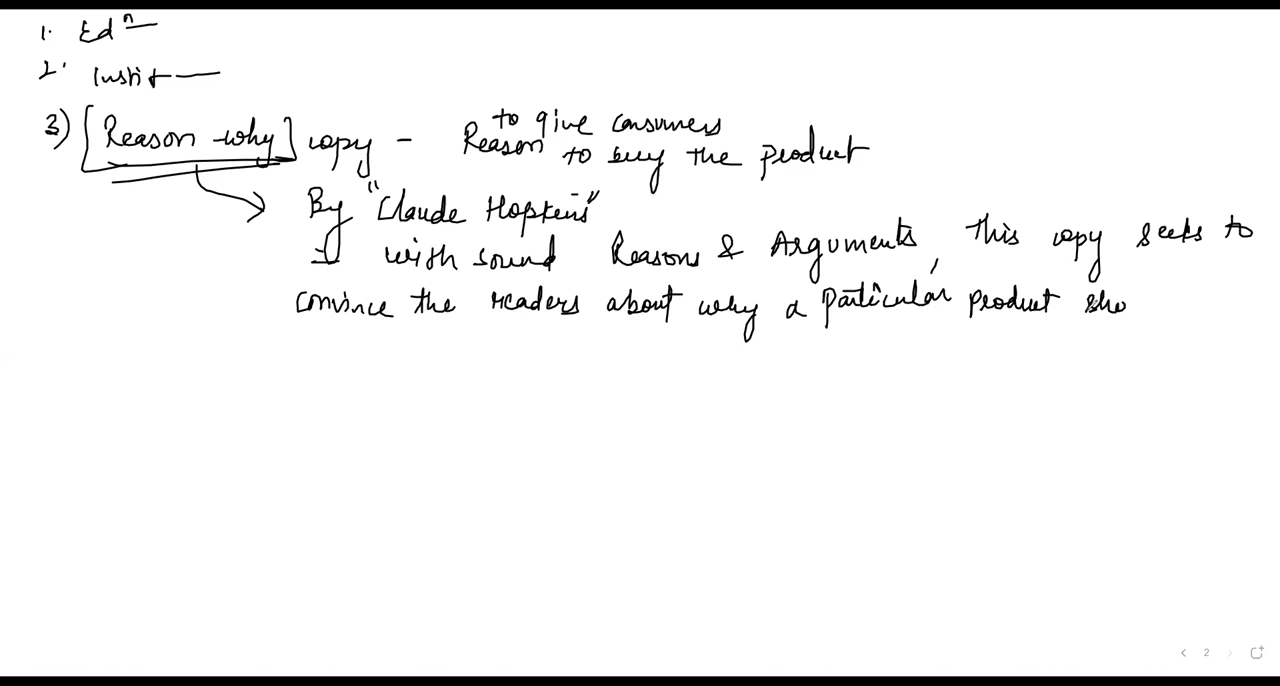 1. Edn
2. Instit
3) [Reason why] copy - to give consumers
Reason to buy the product
By "Claude Hopkins"
with sound Reasons & Arguments, This copy seeks to
convince the readers about why a particular product sho
2